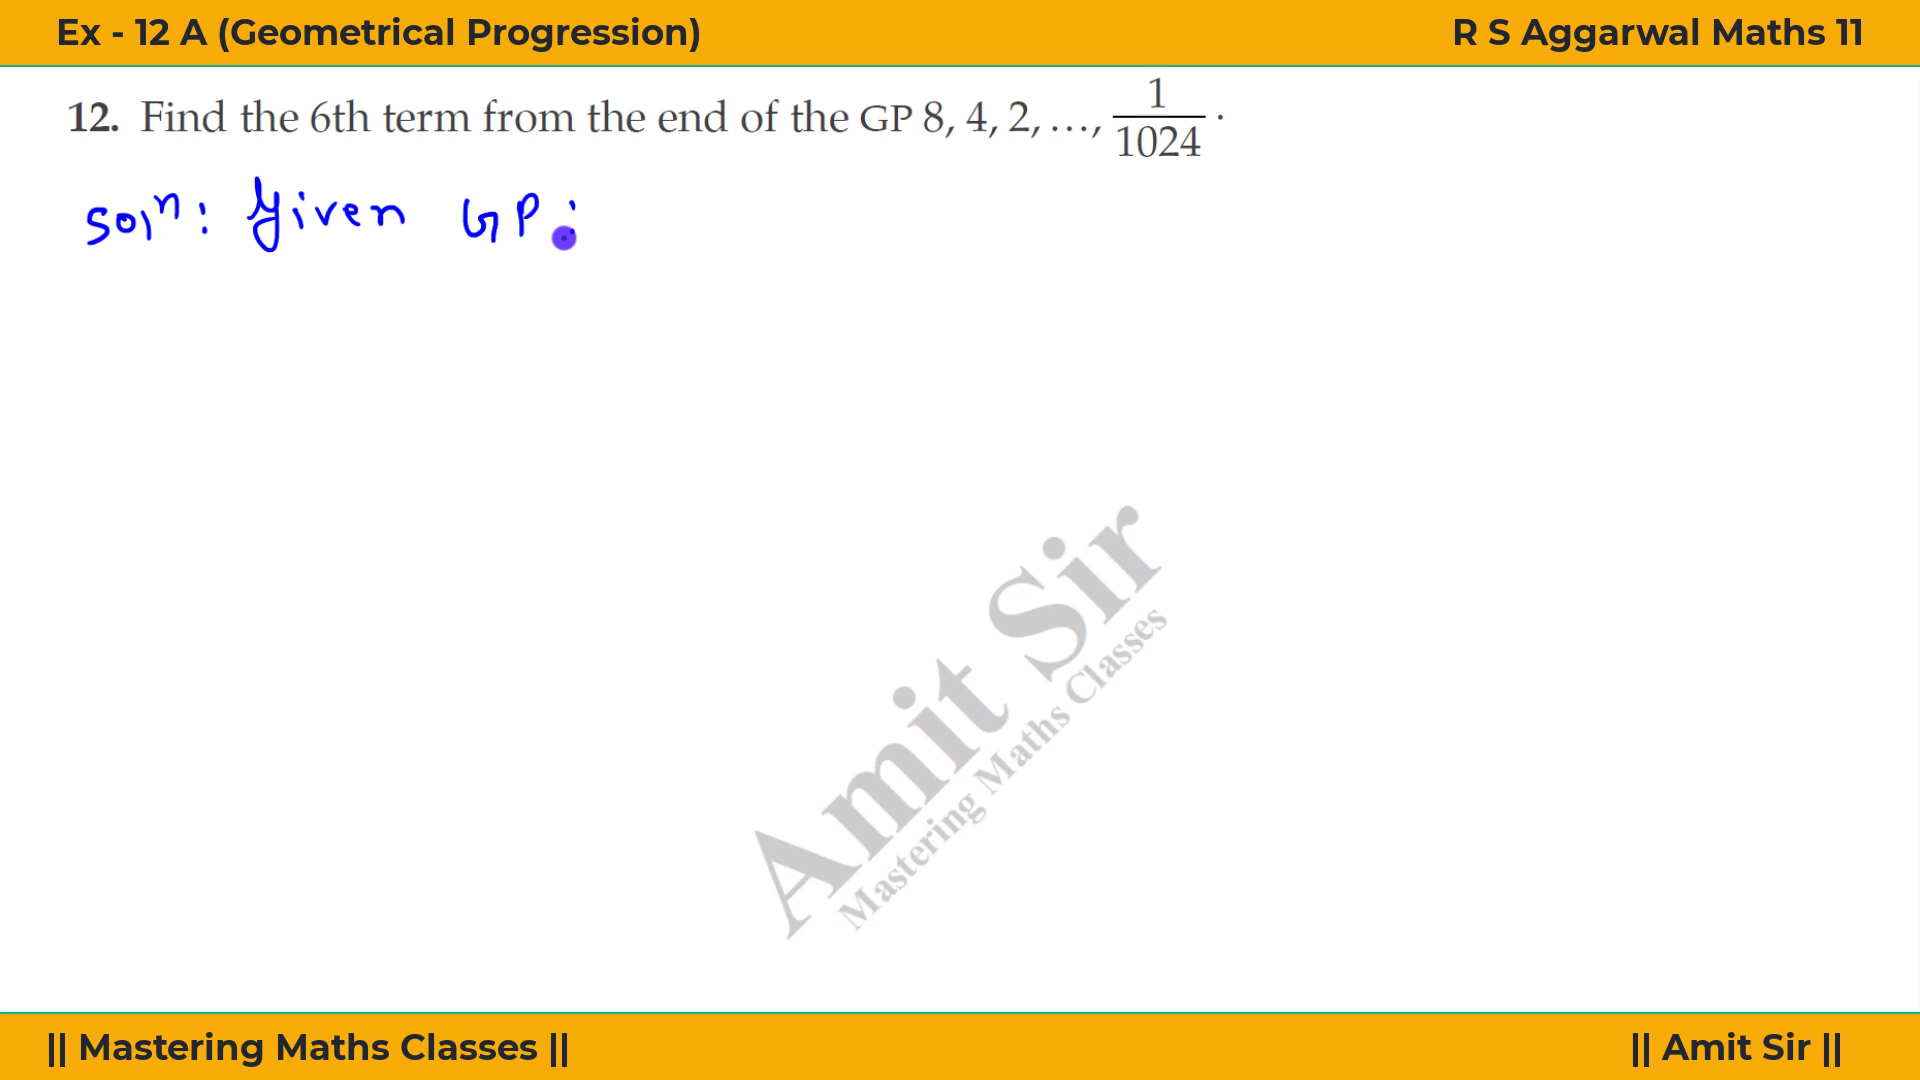 Ex - 12 A (Geometrical Progression)
R S Aggarwal Maths 11
12. Find the 6th term from the end of the GP 8, 4, 2, ..., 1/1024 .
Solⁿ: Given GP:
Amit Sir
Mastering Maths Classes
|| Mastering Maths Classes ||
|| Amit Sir ||